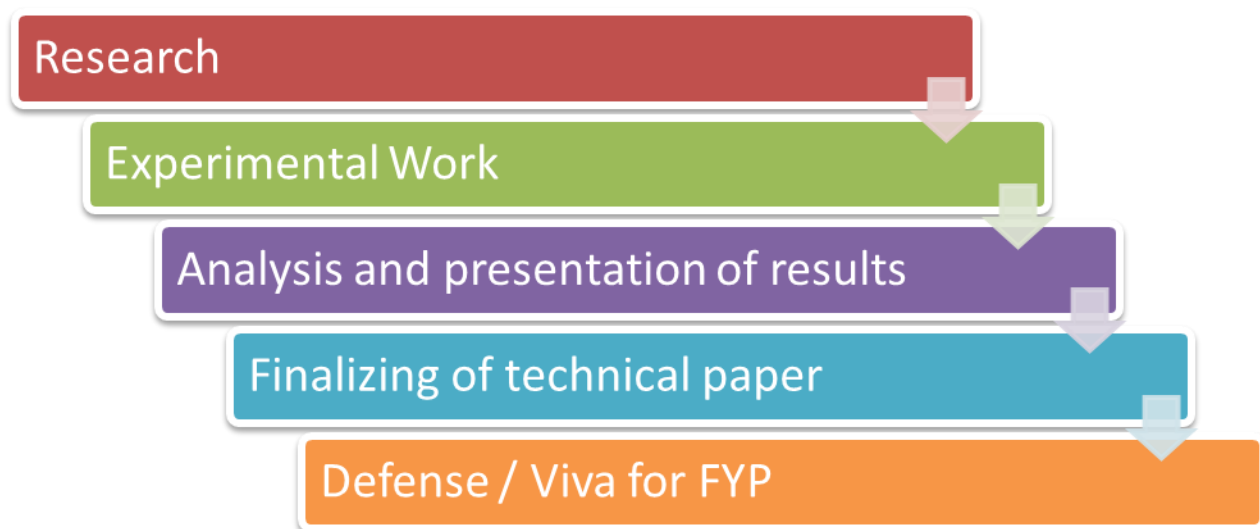 Research
Experimental Work
Analysis and presentation of results
Finalizing of technical paper
Defense / Viva for FYP